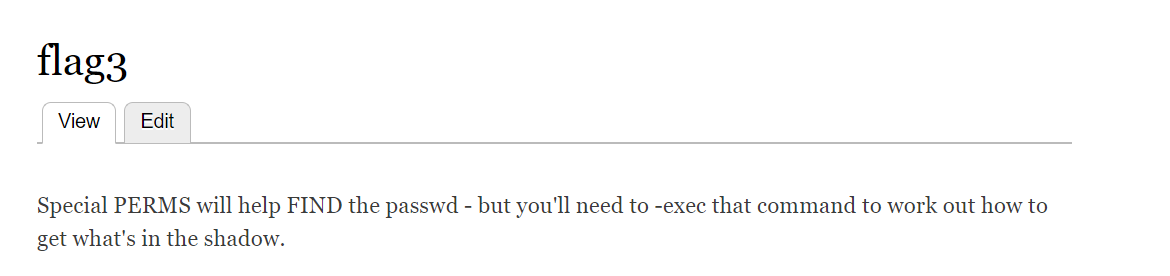 flag3
View Edit
Special PERMS will help FIND the passwd - but you'll need to -exec that command to work out how to
get what's in the shadow.